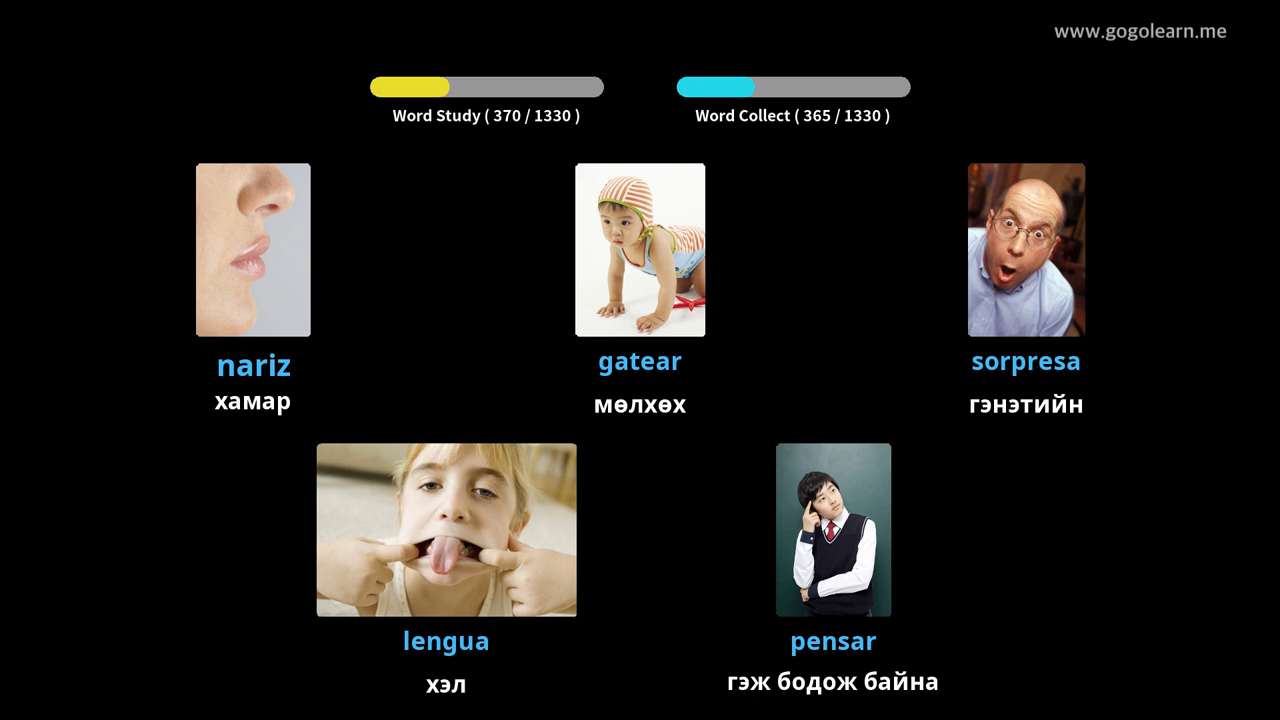 www.gogolearn.me
Word Study ( 370 / 1330 )
Word Collect ( 365 / 1330 )
nariz
хамар
gatear
мөлхөх
sorpresa
гэнэтийн
lengua
хэл
pensar
гэж бодож байна